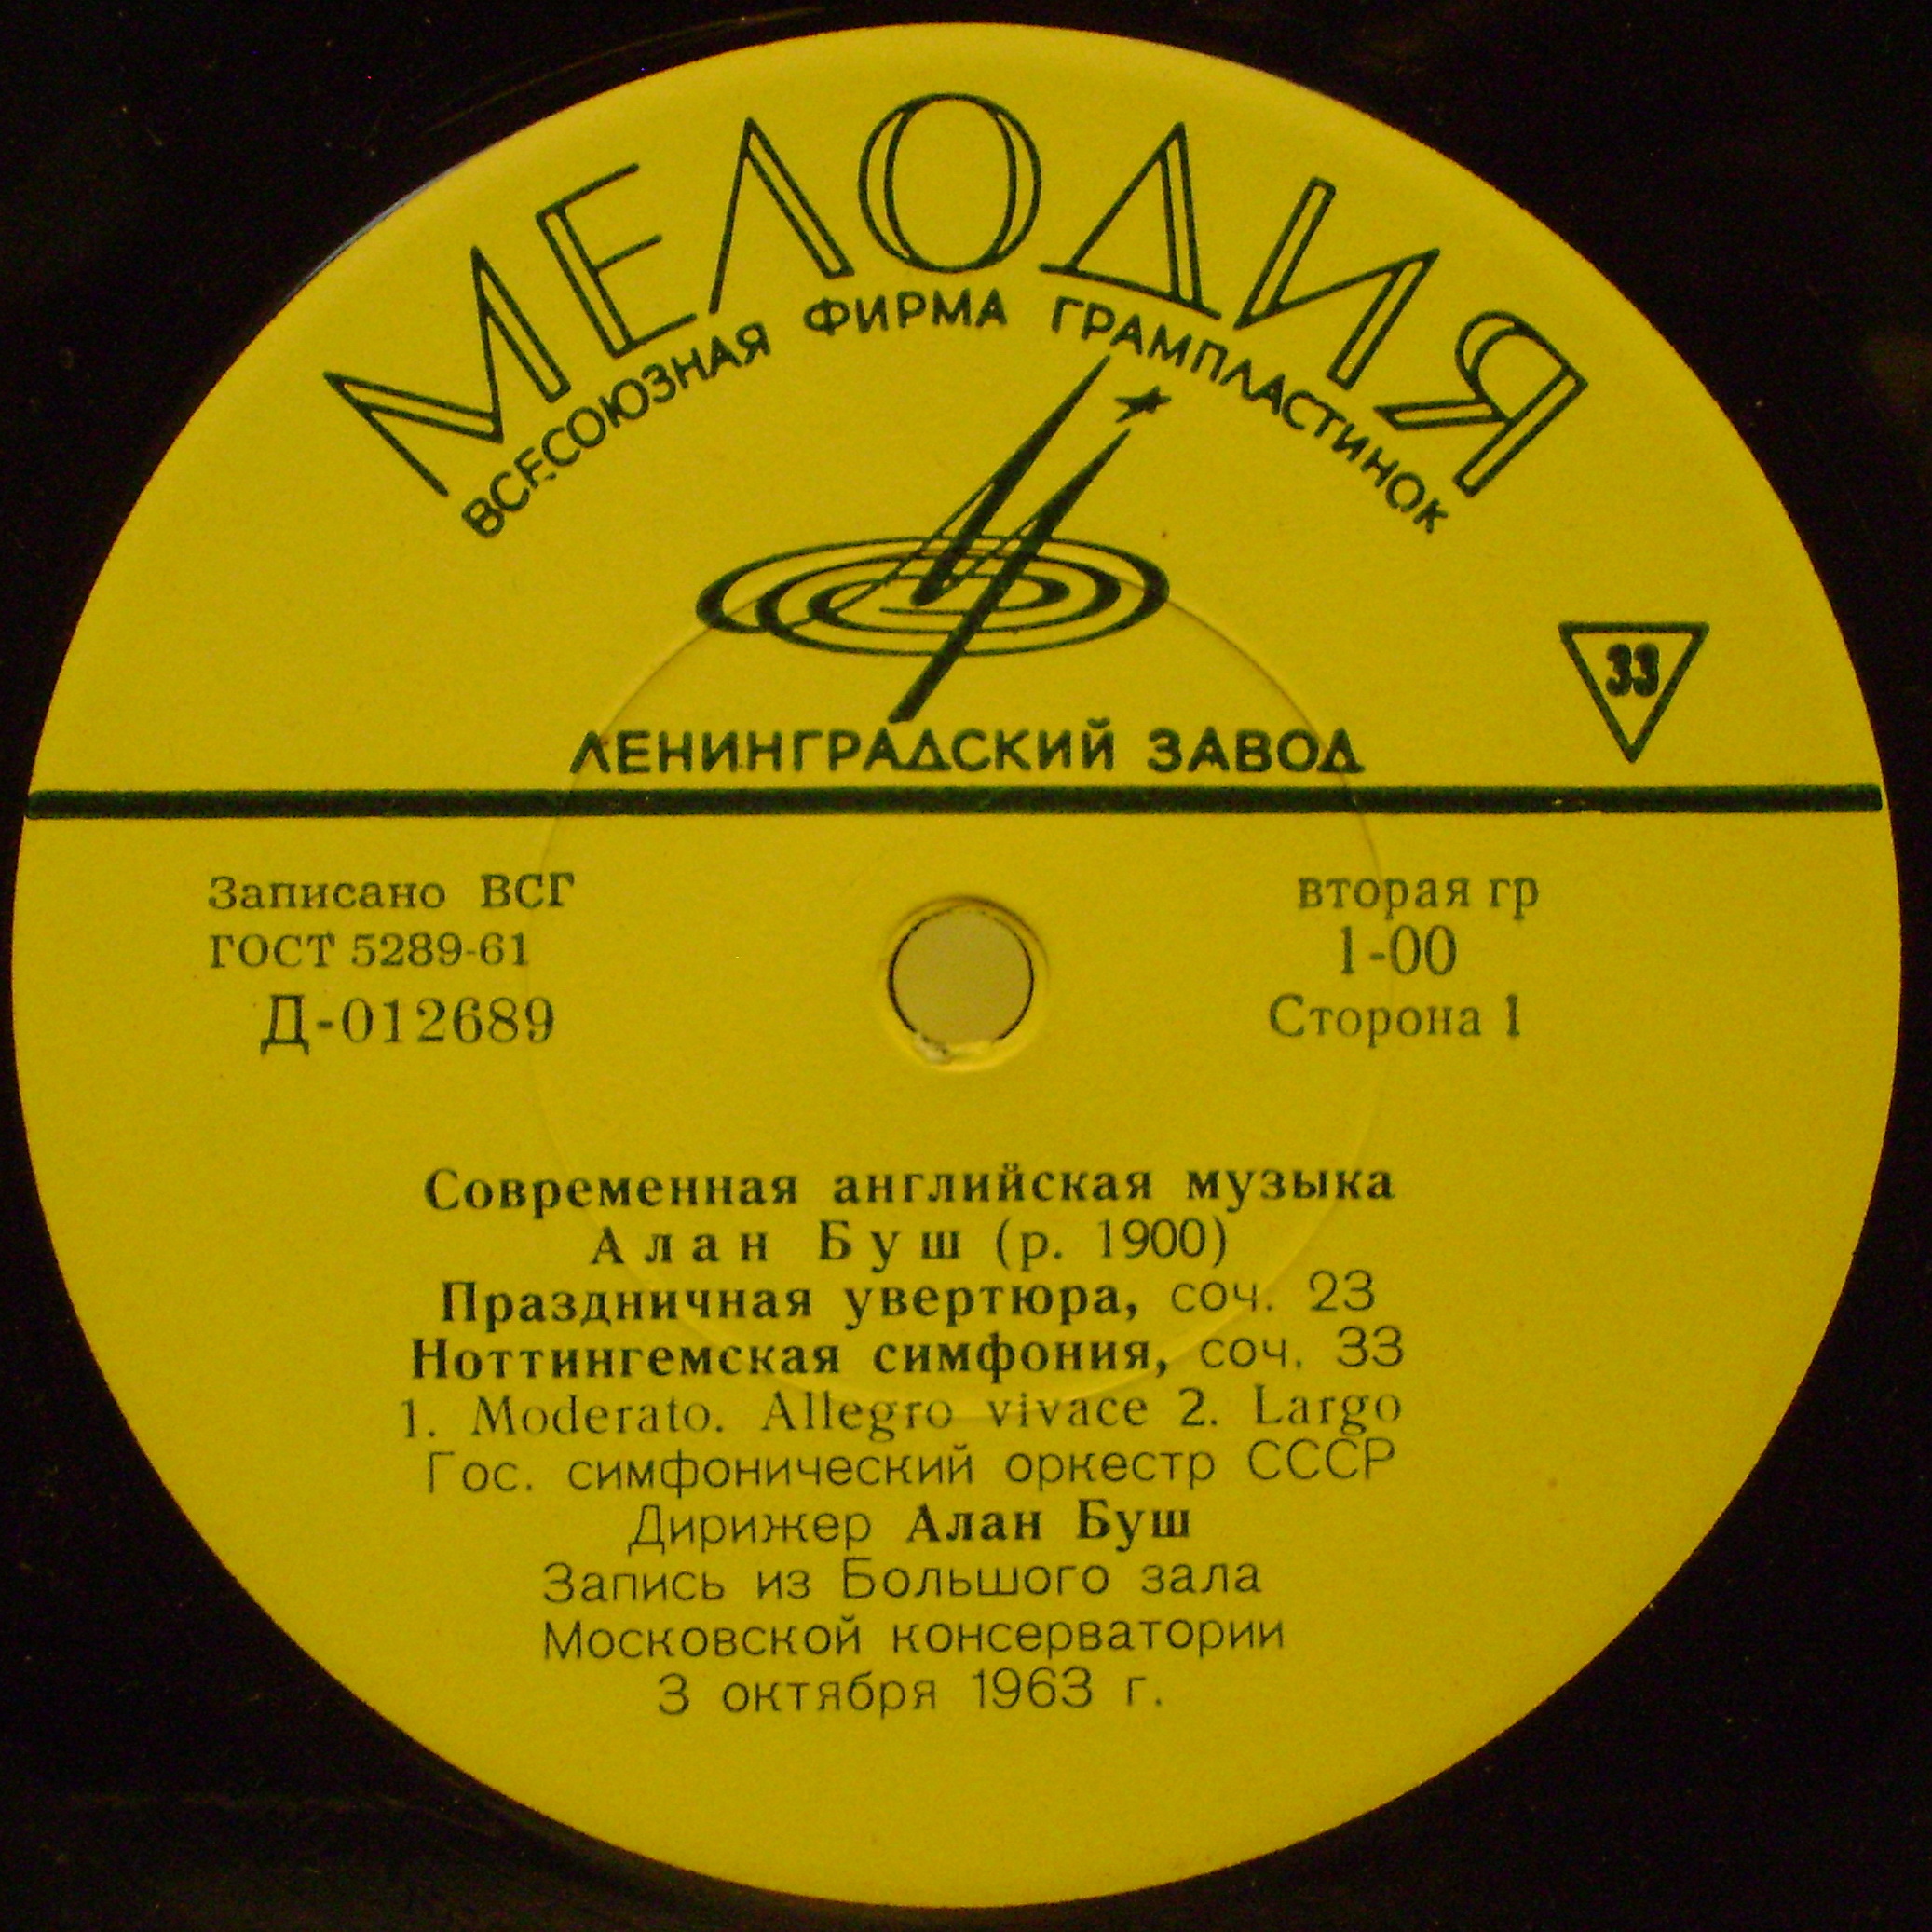 МЕЛОДИЯ
ВСЕСОЮЗНАЯ ФИРМА ГРАМПЛАСТИНОК
33
ЛЕНИНГРАДСКИЙ ЗАВОД
Записано ВСГ
ГОСТ 5289-61
Д-012689
вторая гр
1-00
Сторона 1
Современная английская музыка
Алан Буш (р. 1900)
Праздничная увертюра, соч. 23
Ноттингемская симфония, соч. 33
1. Moderato. Allegro vivace 2. Largo
Гос. симфонический оркестр СССР
Дирижер Алан Буш
Запись из Большого зала
Московской консерватории
3 октября 1963 г.